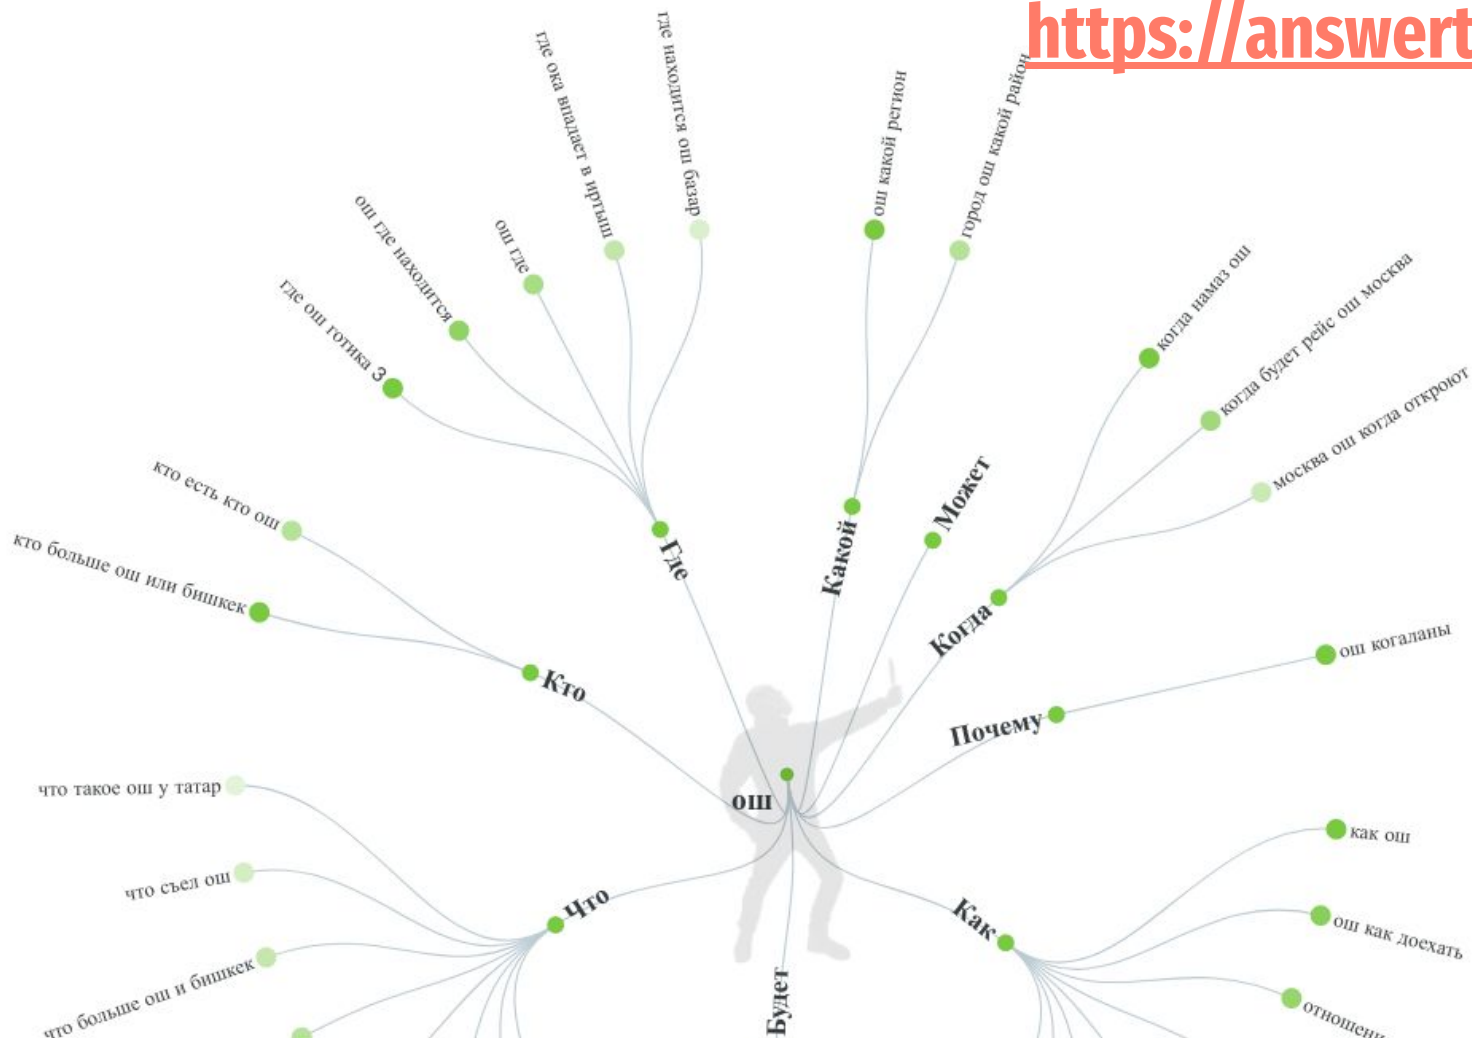 https://answert
где находится ош базар
где ока впадает в иртыш
ош где
ош где находится
где ош готика 3
Где
ош какой регион
город ош какой район
Какой
Может
когда намаз ош
когда будет рейс ош москва
москва ош когда откроют
Когда
ош когаланы
Почему
кто есть кто ош
кто больше ош или бишкек
Кто
ош
что такое ош у татар
что съел ош
что больше ош и бишкек
Что
Будет
Как
как ош
ош как доехать
отношени